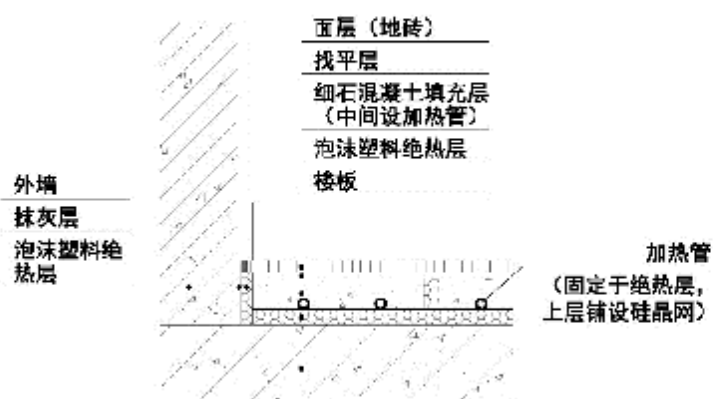 面层（地砖）
找平层
细石混凝土填充层
（中间设加热管）
泡沫塑料绝热层
楼板
外墙
抹灰层
泡沫塑料绝
热层
加热管
（固定于绝热层，
上层铺设硅晶网）